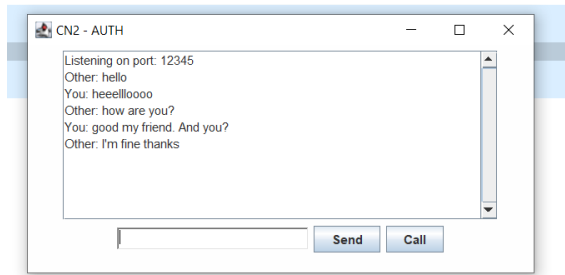 CN2 - AUTH
Listening on port: 12345
Other: hello
You: heeellloooo
Other: how are you?
You: good my friend. And you?
Other: I'm fine thanks
Send Call